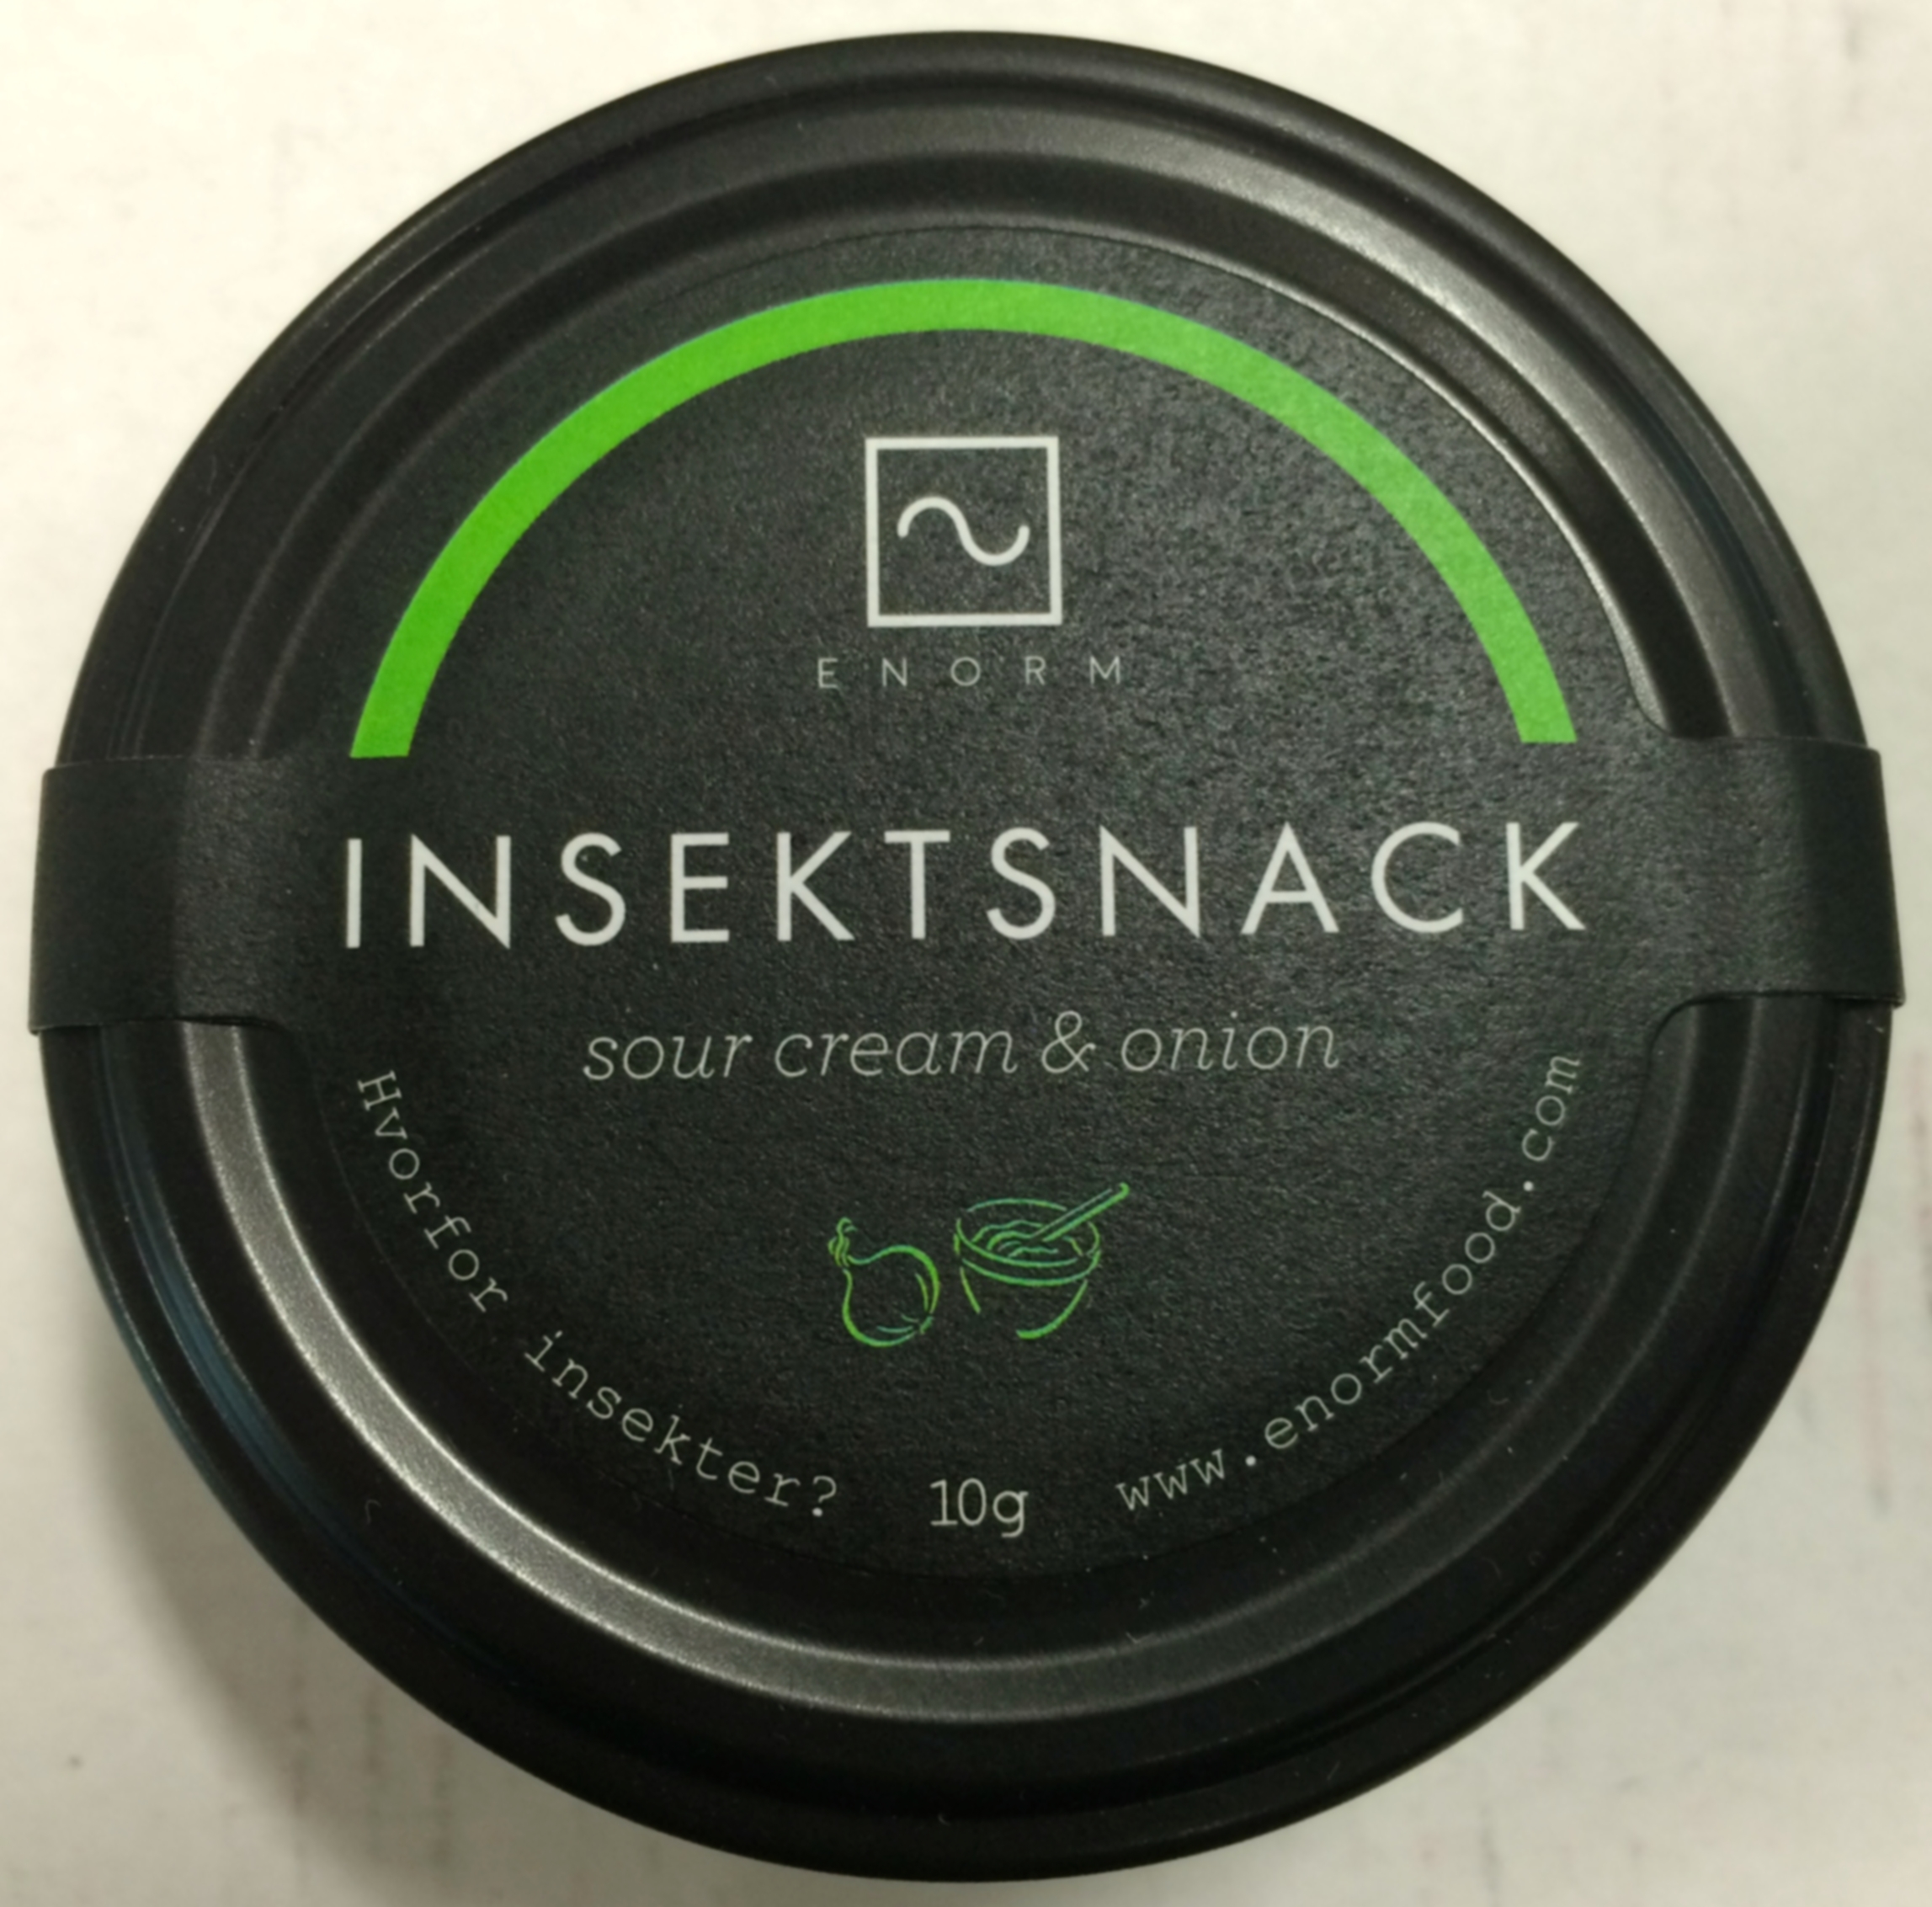 ENORM
INSEKTSNACK
sour cream & onion
Hvorfor insekter?
10g
www.enormfood.com